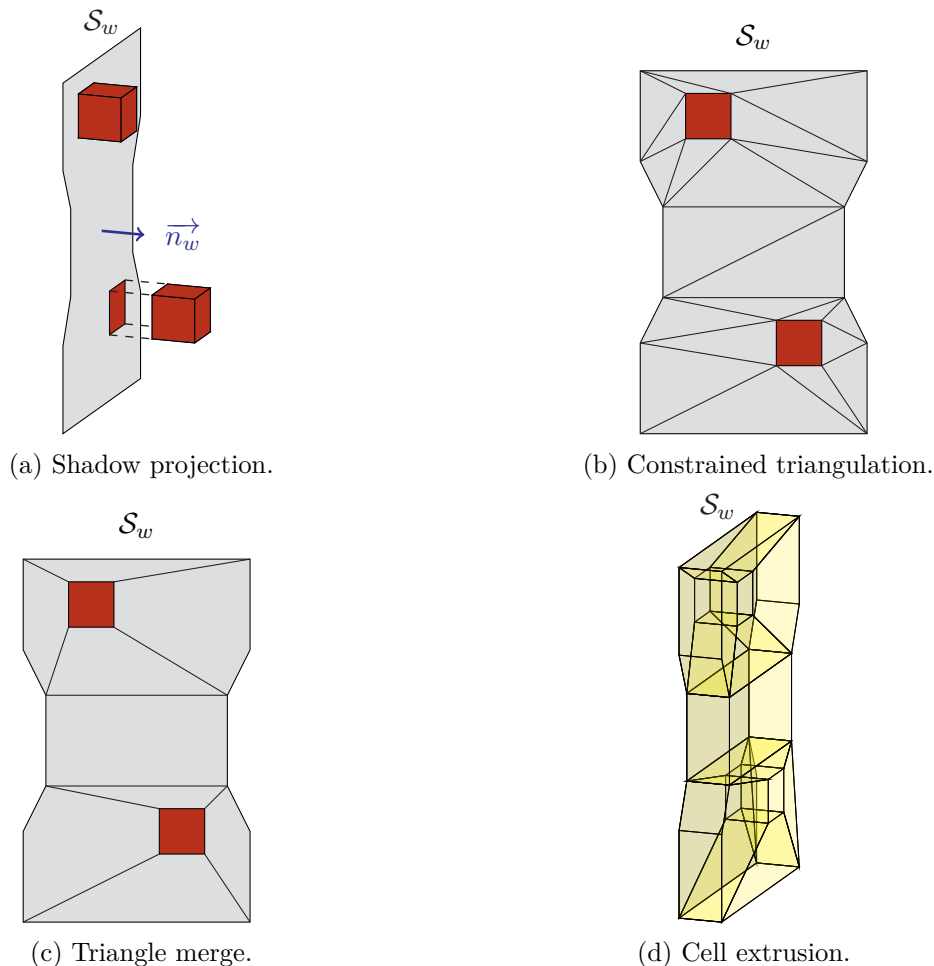 𝒮_w
𝒮_w
n_w→
(a) Shadow projection.
(b) Constrained triangulation.
𝒮_w
𝒮_w
(c) Triangle merge.
(d) Cell extrusion.